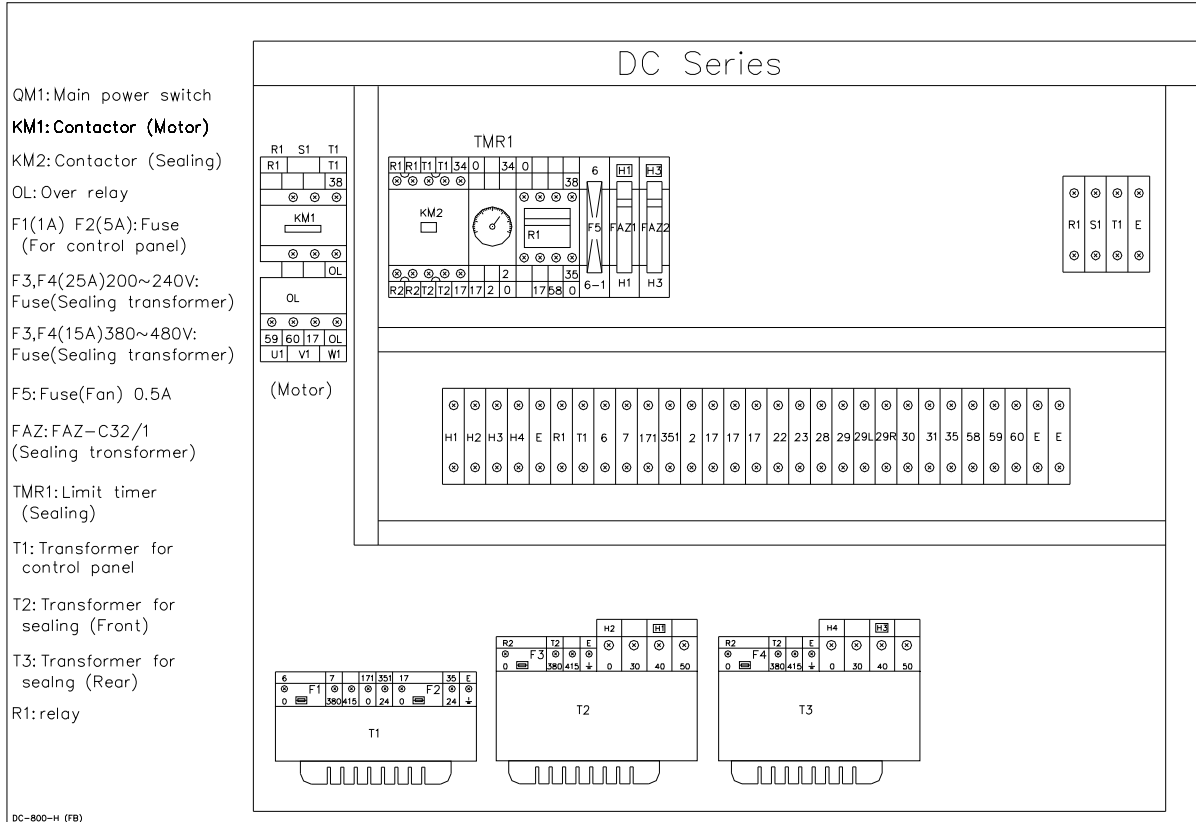 DC Series
QM1: Main power switch
KM1: Contactor (Motor)
KM2: Contactor (Sealing)
OL: Over relay
F1(1A) F2(5A): Fuse
(For control panel)
F3,F4(25A)200~240V:
Fuse(Sealing transformer)
F3,F4(15A)380~480V:
Fuse(Sealing transformer)
F5: Fuse(Fan) 0.5A
FAZ: FAZ-C32/1
(Sealing tronsformer)
TMR1: Limit timer
(Sealing)
T1: Transformer for
control panel
T2: Transformer for
sealing (Front)
T3: Transformer for
sealng (Rear)
R1: relay
DC-800-H (FB)
R1 S1 T1
R1 T1
38
KM1
OL
OL
59 60 17 OL
U1 V1 W1
(Motor)
TMR1
R1 R1 T1 T1 34 0 34 0 6 H1 H3
38
KM2 R1 F5 FAZ1 FAZ2
2 35
R2 R2 T2 T2 17 17 2 0 17 58 0 6-1 H1 H3
R1 S1 T1 E
H1 H2 H3 H4 E R1 T1 6 7 171 351 2 17 17 17 22 23 28 29 29L 29R 30 31 35 58 59 60 E E
6 7 171 351 17 35 E
F1 F2
0 380 415 0 24 0 24
T1
H2 H1
R2 T2 E
F3
0 380 415 0 30 40 50
T2
H4 H3
R2 T2 E
F4
0 380 415 0 30 40 50
T3